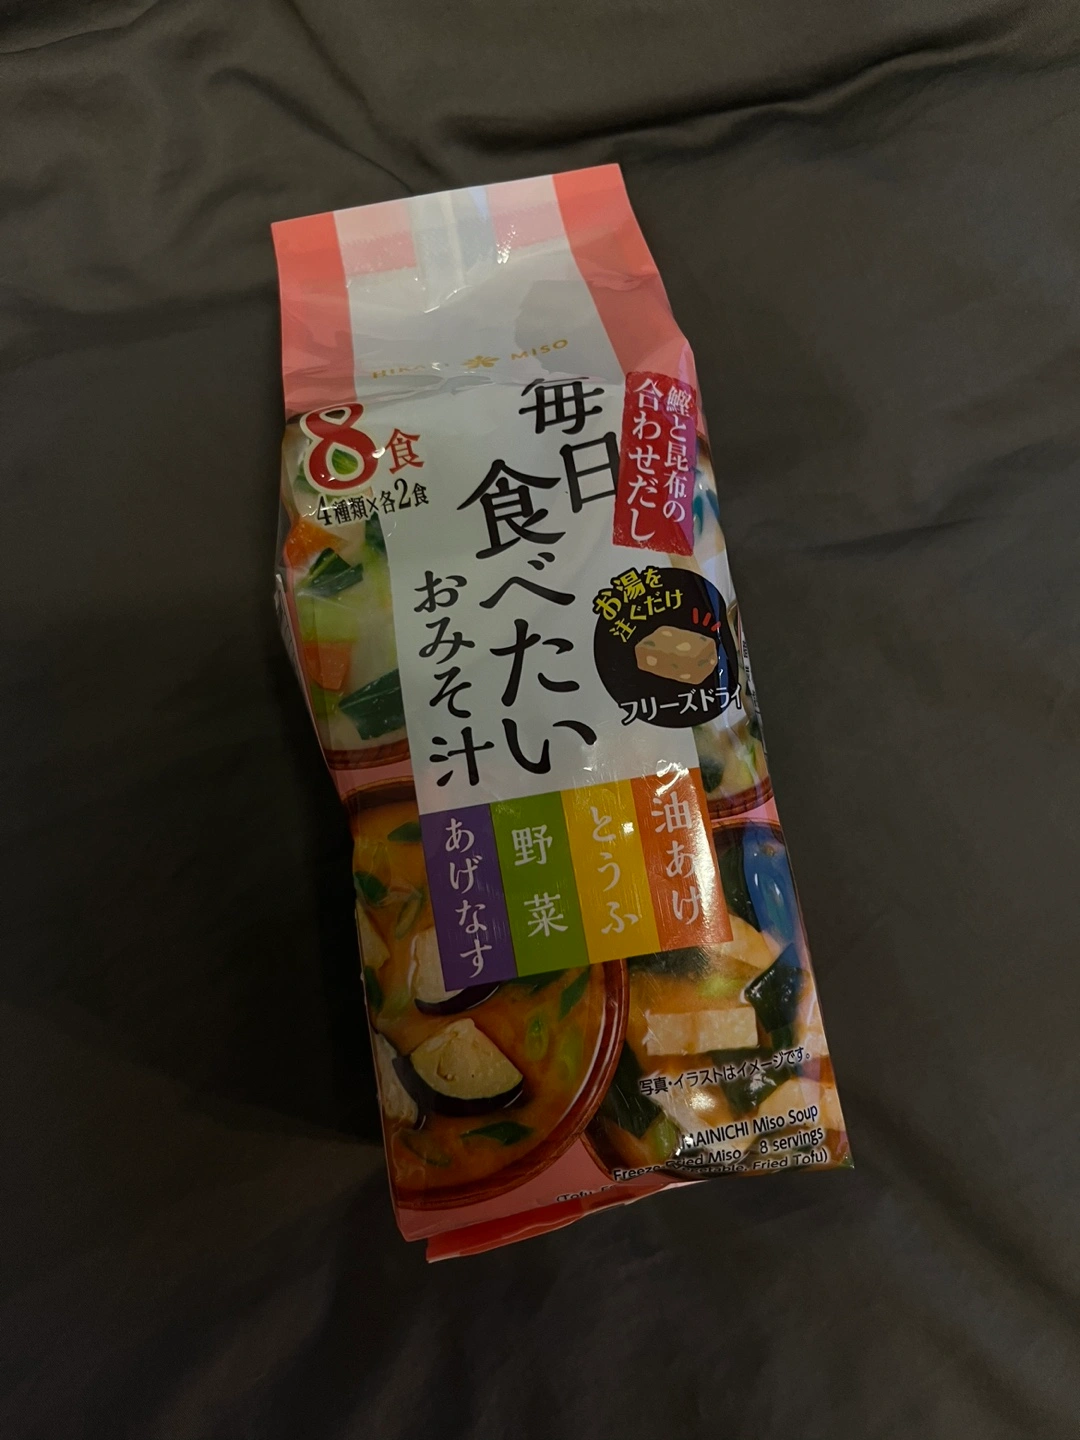 MISO
8食
4種類×各2食
毎日
食べたい
おみそ汁
鰹と昆布の
合わせだし
お湯を
注ぐだけ
フリーズドライ
油あげ
とうふ
野菜
あげなす
写真・イラストはイメージです。
MAINICHI Miso Soup
Freeze Dried Miso 8 servings
Fried Tofu)